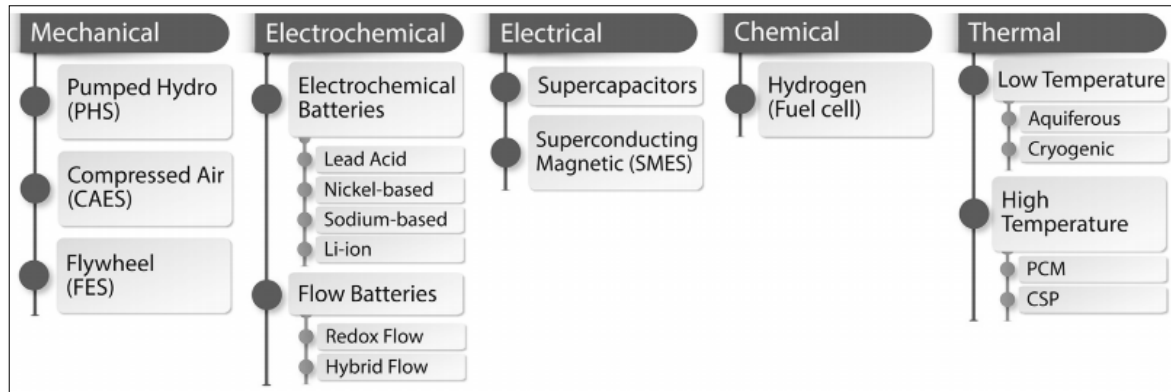 Mechanical
Pumped Hydro
(PHS)
Compressed Air
(CAES)
Flywheel
(FES)
Electrochemical
Electrochemical
Batteries
Lead Acid
Nickel-based
Sodium-based
Li-ion
Flow Batteries
Redox Flow
Hybrid Flow
Electrical
Supercapacitors
Superconducting
Magnetic (SMES)
Chemical
Hydrogen
(Fuel cell)
Thermal
Low Temperature
Aquiferous
Cryogenic
High
Temperature
PCM
CSP